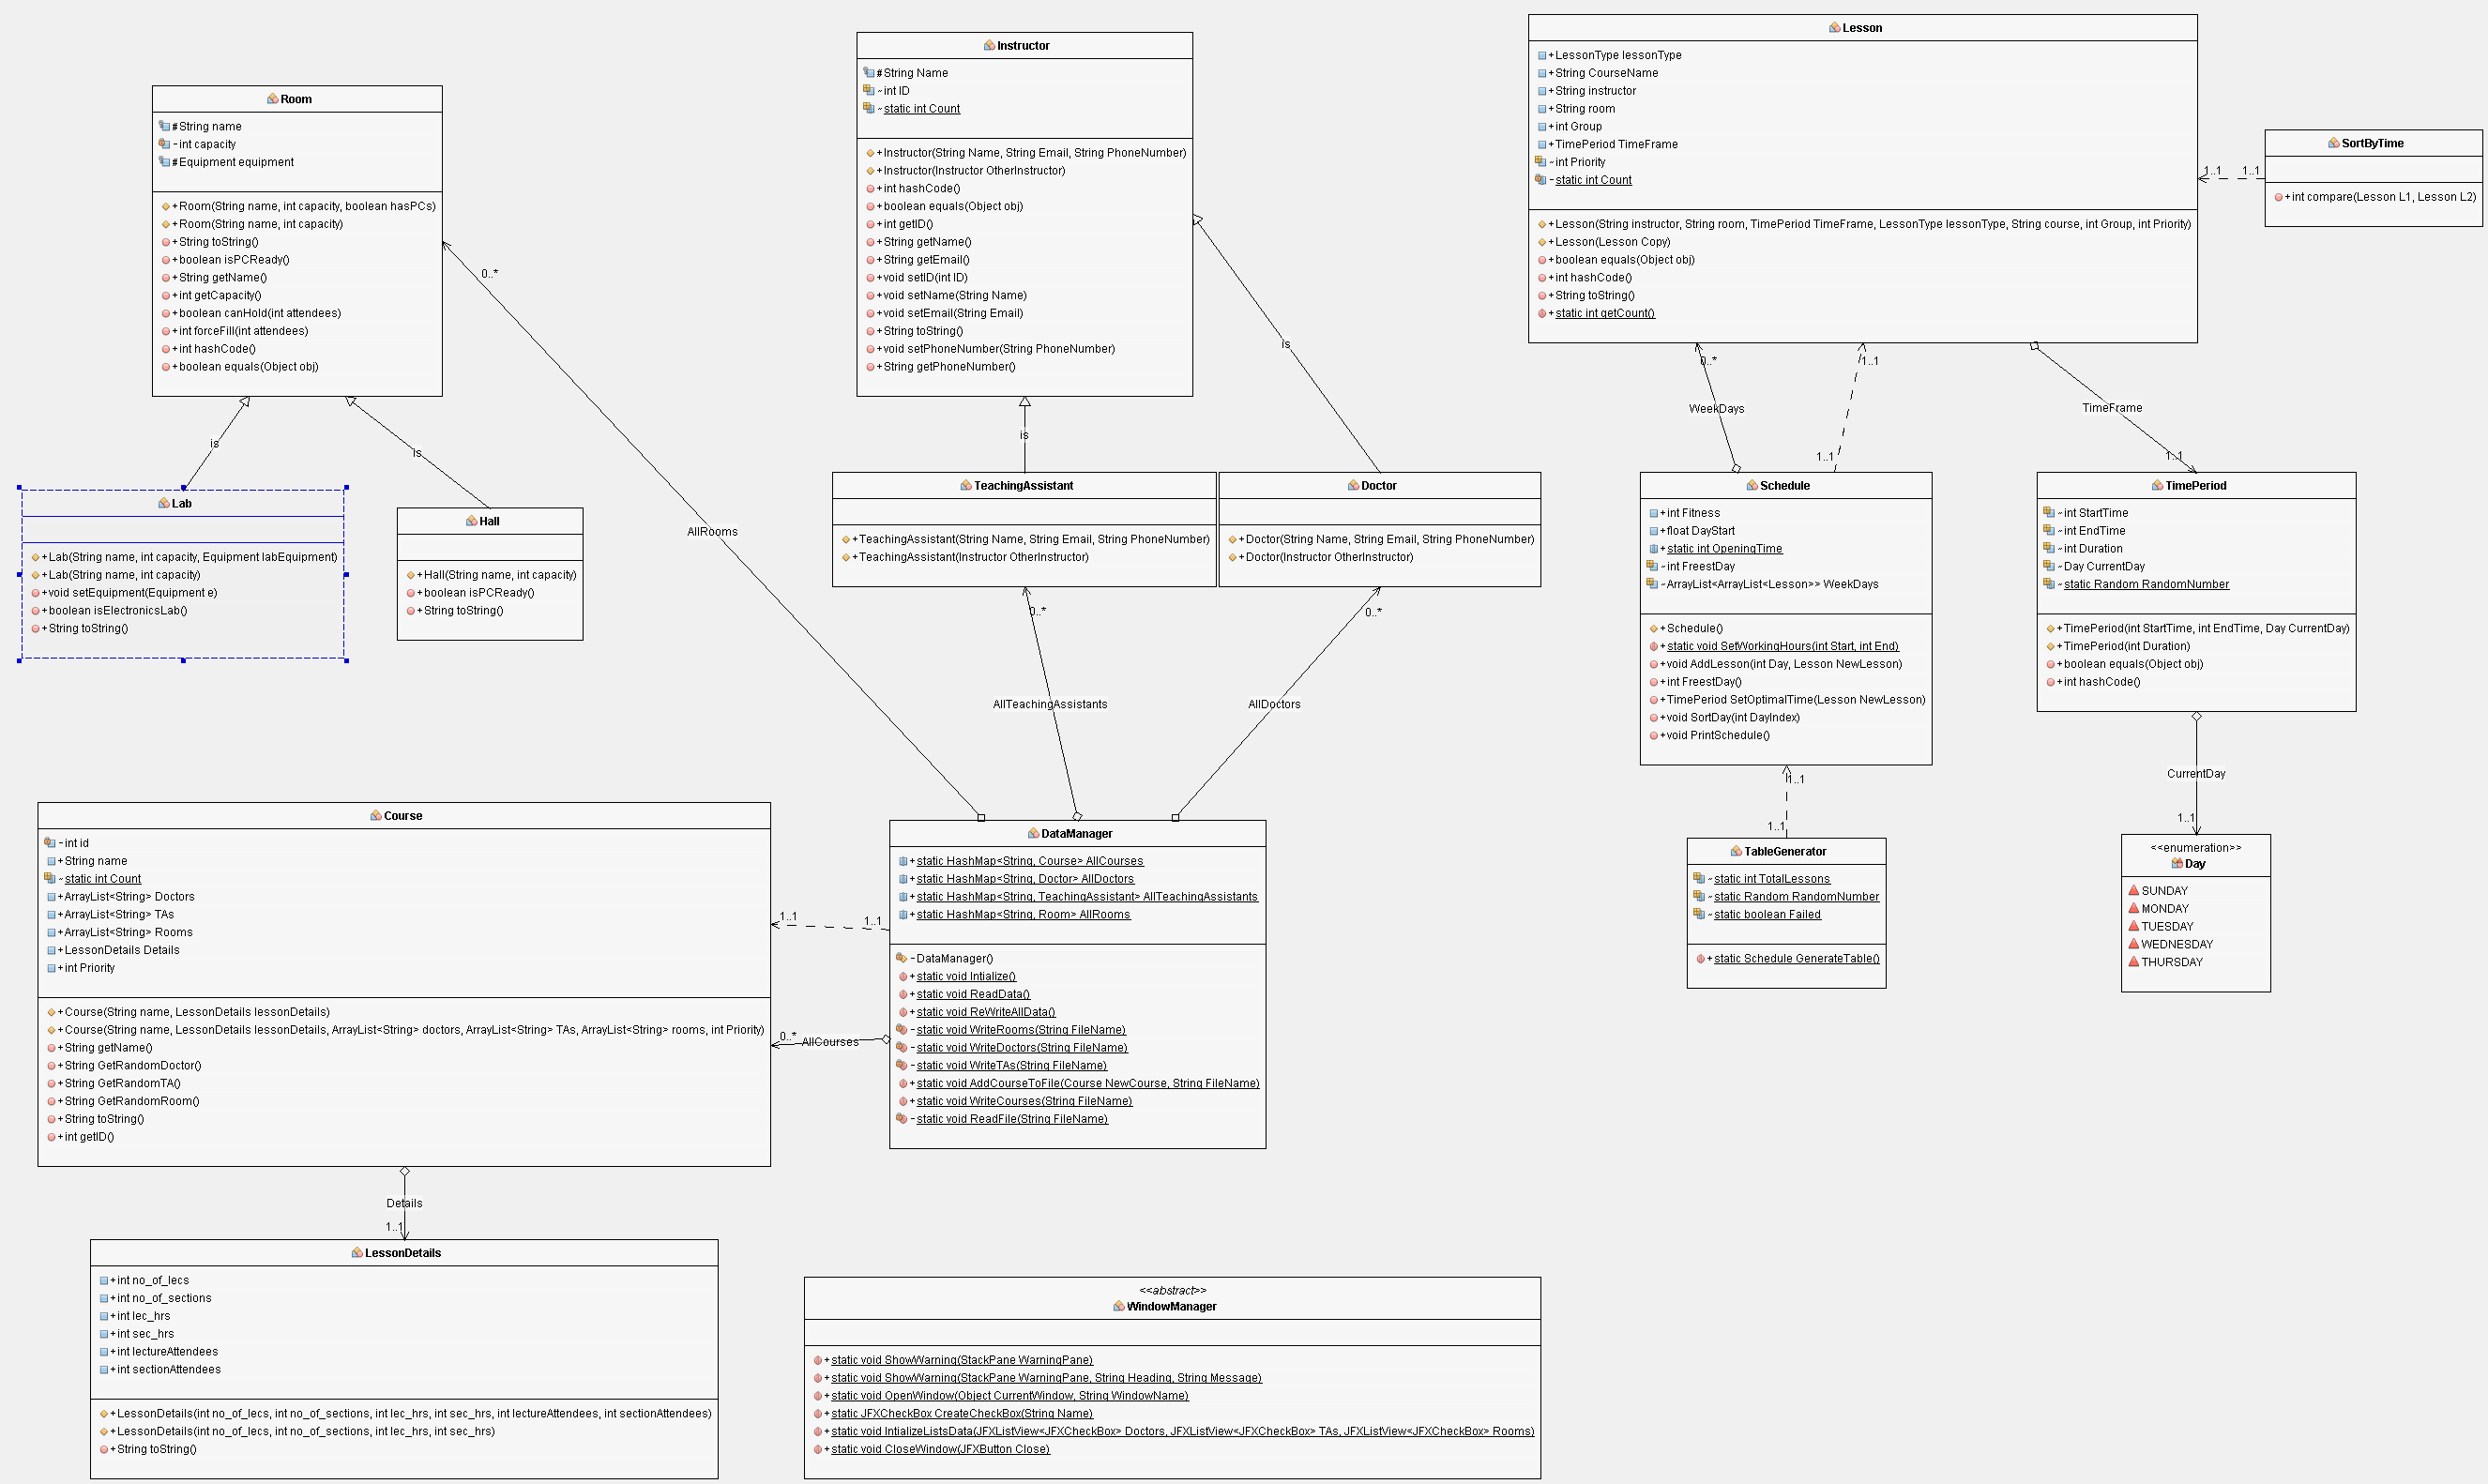 Room
#String name
-int capacity
#Equipment equipment
+Room(String name, int capacity, boolean hasPCs)
+Room(String name, int capacity)
+String toString()
+boolean isPCReady()
+String getName()
+int getCapacity()
+boolean canHold(int attendees)
+int forceFill(int attendees)
+int hashCode()
+boolean equals(Object obj)
is
is
Lab
+Lab(String name, int capacity, Equipment labEquipment)
+Lab(String name, int capacity)
+void setEquipment(Equipment e)
+boolean isElectronicsLab()
+String toString()
Hall
+Hall(String name, int capacity)
+boolean isPCReady()
+String toString()
Instructor
#String Name
~int ID
~static int Count
+Instructor(String Name, String Email, String PhoneNumber)
+Instructor(Instructor OtherInstructor)
+int hashCode()
+boolean equals(Object obj)
+int getID()
+String getName()
+String getEmail()
+void setID(int ID)
+void setName(String Name)
+void setEmail(String Email)
+String toString()
+void setPhoneNumber(String PhoneNumber)
+String getPhoneNumber()
0..*
AllRooms
is
is
TeachingAssistant
+TeachingAssistant(String Name, String Email, String PhoneNumber)
+TeachingAssistant(Instructor OtherInstructor)
Doctor
+Doctor(String Name, String Email, String PhoneNumber)
+Doctor(Instructor OtherInstructor)
0..*
AllTeachingAssistants
0..*
AllDoctors
Lesson
+LessonType lessonType
+String CourseName
+String instructor
+String room
+int Group
+TimePeriod TimeFrame
~int Priority
-static int Count
+Lesson(String instructor, String room, TimePeriod TimeFrame, LessonType lessonType, String course, int Group, int Priority)
+Lesson(Lesson Copy)
+boolean equals(Object obj)
+int hashCode()
+String toString()
+static int getCount()
1..1
1..1
SortByTime
+int compare(Lesson L1, Lesson L2)
0..*
WeekDays
1..1
1..1
TimeFrame
1..1
Schedule
+int Fitness
+float DayStart
+static int OpeningTime
~int FreestDay
~ArrayList<ArrayList<Lesson>> WeekDays
+Schedule()
+static void SetWorkingHours(int Start, int End)
+void AddLesson(int Day, Lesson NewLesson)
+int FreestDay()
+TimePeriod SetOptimalTime(Lesson NewLesson)
+void SortDay(int DayIndex)
+void PrintSchedule()
TimePeriod
~int StartTime
~int EndTime
~int Duration
~Day CurrentDay
~static Random RandomNumber
+TimePeriod(int StartTime, int EndTime, Day CurrentDay)
+TimePeriod(int Duration)
+boolean equals(Object obj)
+int hashCode()
1..1
1..1
CurrentDay
1..1
TableGenerator
~static int TotalLessons
~static Random RandomNumber
~static boolean Failed
+static Schedule GenerateTable()
<<enumeration>>
Day
SUNDAY
MONDAY
TUESDAY
WEDNESDAY
THURSDAY
Course
-int id
+String name
~static int Count
+ArrayList<String> Doctors
+ArrayList<String> TAs
+ArrayList<String> Rooms
+LessonDetails Details
+int Priority
+Course(String name, LessonDetails lessonDetails)
+Course(String name, LessonDetails lessonDetails, ArrayList<String> doctors, ArrayList<String> TAs, ArrayList<String> rooms, int Priority)
+String getName()
+String GetRandomDoctor()
+String GetRandomTA()
+String GetRandomRoom()
+String toString()
+int getID()
1..1
1..1
0..*
AllCourses
DataManager
+static HashMap<String, Course> AllCourses
+static HashMap<String, Doctor> AllDoctors
+static HashMap<String, TeachingAssistant> AllTeachingAssistants
+static HashMap<String, Room> AllRooms
-DataManager()
+static void Intialize()
+static void ReadData()
+static void ReWriteAllData()
-static void WriteRooms(String FileName)
-static void WriteDoctors(String FileName)
-static void WriteTAs(String FileName)
+static void AddCourseToFile(Course NewCourse, String FileName)
+static void WriteCourses(String FileName)
-static void ReadFile(String FileName)
Details
1..1
LessonDetails
+int no_of_lecs
+int no_of_sections
+int lec_hrs
+int sec_hrs
+int lectureAttendees
+int sectionAttendees
+LessonDetails(int no_of_lecs, int no_of_sections, int lec_hrs, int sec_hrs, int lectureAttendees, int sectionAttendees)
+LessonDetails(int no_of_lecs, int no_of_sections, int lec_hrs, int sec_hrs)
+String toString()
<<abstract>>
WindowManager
+static void ShowWarning(StackPane WarningPane)
+static void ShowWarning(StackPane WarningPane, String Heading, String Message)
+static void OpenWindow(Object CurrentWindow, String WindowName)
+static JFXCheckBox CreateCheckBox(String Name)
+static void IntializeListsData(JFXListView<JFXCheckBox> Doctors, JFXListView<JFXCheckBox> TAs, JFXListView<JFXCheckBox> Rooms)
+static void CloseWindow(JFXButton Close)